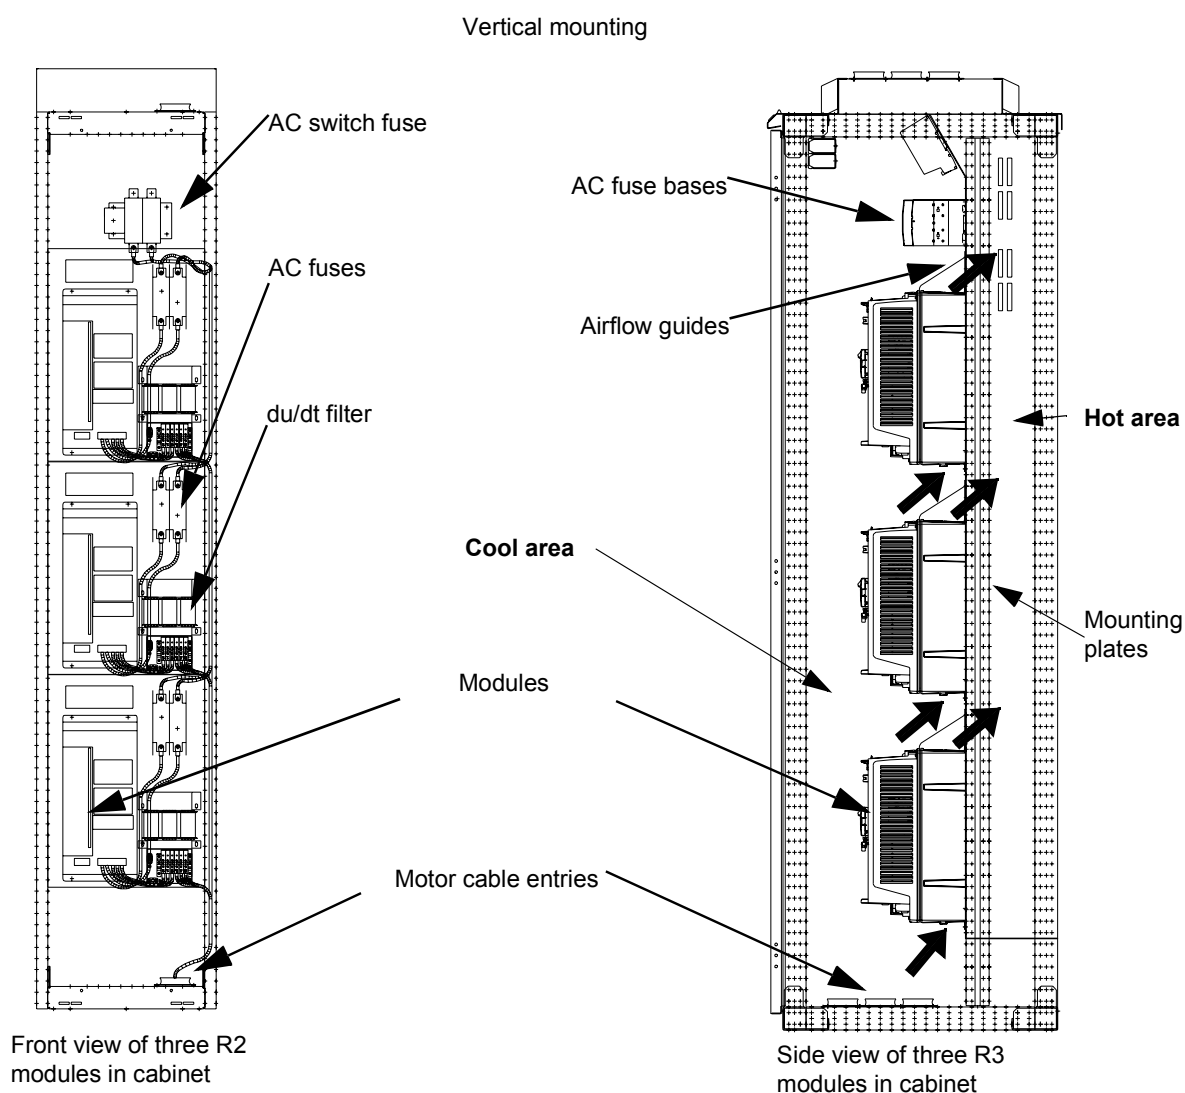 Vertical mounting
AC switch fuse
AC fuse bases
AC fuses
Airflow guides
du/dt filter
Hot area
Cool area
Mounting
plates
Modules
Motor cable entries
Front view of three R2
modules in cabinet
Side view of three R3
modules in cabinet